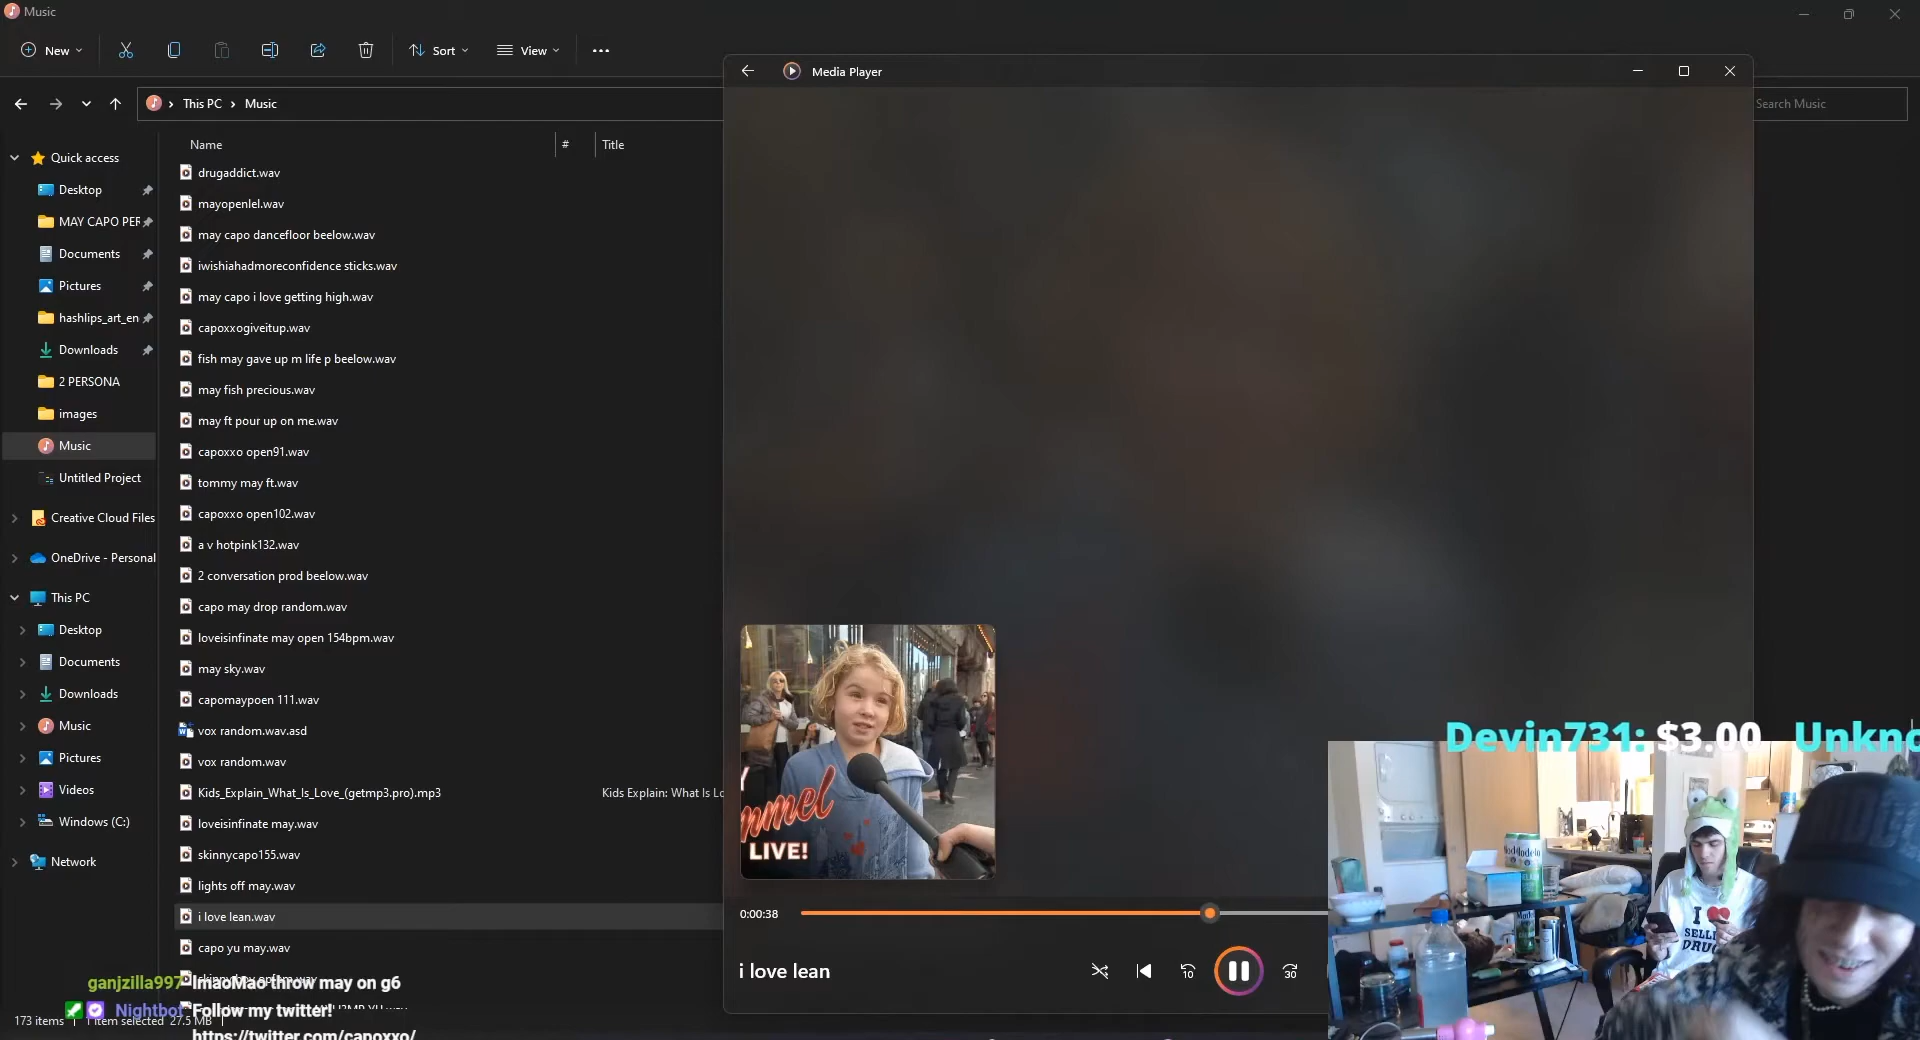 Music
New
Sort
View
Media Player
This PC
Music
Search Music
Name
#
Title
Quick access
Desktop
MAY CAPO PER
Documents
Pictures
hashlips_art_en
Downloads
2 PERSONA
images
Music
Untitled Project
Creative Cloud Files
OneDrive - Personal
This PC
Desktop
Documents
Downloads
Music
Pictures
Videos
Windows (C:)
Network
drugaddict.wav
mayopenlel.wav
may capo dancefloor beelow.wav
iwishiahadmoreconfidence sticks.wav
may capo i love getting high.wav
capoxxogiveitup.wav
fish may gave up m life p beelow.wav
may fish precious.wav
may ft pour up on me.wav
capoxxo open91.wav
tommy may ft.wav
capoxxo open102.wav
a v hotpink132.wav
2 conversation prod beelow.wav
capo may drop random.wav
loveisinfinate may open 154bpm.wav
may sky.wav
capomaypoen 111.wav
vox random.wav.asd
vox random.wav
Kids_Explain_What_Is_Love_(getmp3.pro).mp3
Kids Explain: What Is Lo
loveisinfinate may.wav
skinnycapo155.wav
lights off may.wav
i love lean.wav
capo yu may.wav
LIVE!
0:00:38
i love lean
10
30
Devin731: $3.00 Unkno
I
SELL
DRUG
Modelo
ganjzilla997 lmaoMao throw may on g6
Nightbot Follow my twitter!
https://twitter.com/capoxxo/
173 items
1 item selected 27.5 MB